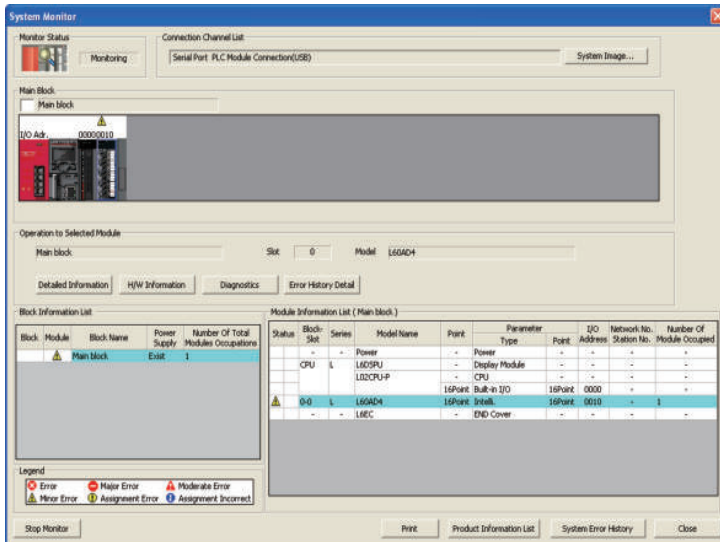 System Monitor
Monitor Status
Connection Channel List
Monitoring
Serial Port PLC Module Connection(USB)
System Image...
Main Block
Main block
I/O Adr. 00000010
Operation to Selected Module
Main block Slot 0 Model L60AD4
Detailed Information H/W Information Diagnostics Error History Detail
Block Information List
Block Module Block Name Power Supply Number Of Total Modules Occupations
Main block Exist 1
Module Information List ( Main block )
Status Block-Slot Series Model Name Point Parameter Type Point I/O Address Network No. Station No. Number Of Module Occupied
- - Power - Power - - - -
CPU L L6DSPU - Display Module - - - -
L02CPU-P - CPU - - - -
16Point Built-in I/O 16Point 0000 - -
0-0 L L60AD4 16Point Intelli. 16Point 0010 - 1
- - L6EC - END Cover - - - -
Legend
Error Major Error Moderate Error
Minor Error Assignment Error Assignment Incorrect
Stop Monitor Print Product Information List System Error History Close